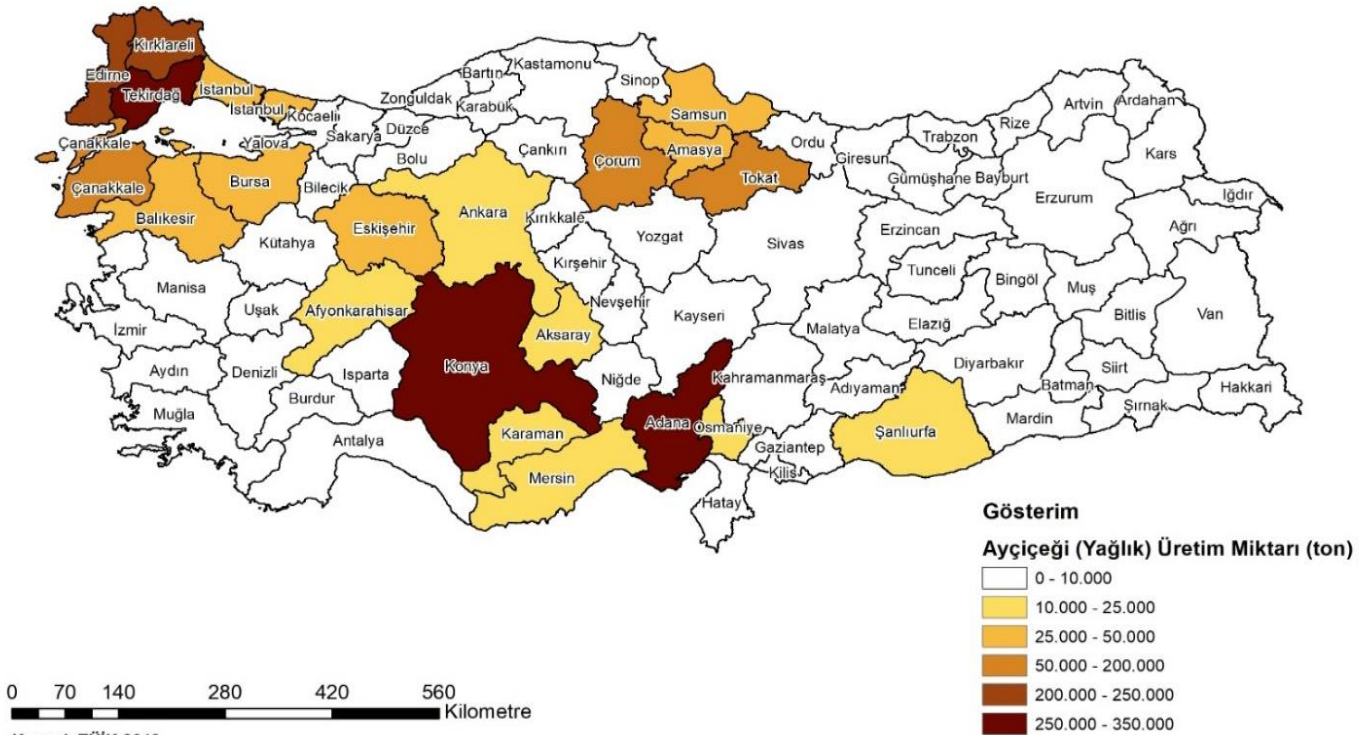 Kırklareli
Edirne
Tekirdağ
İstanbul
İstanbul
Kocaeli
Yalova
Sakarya
Düzce
Zonguldak
Bartın
Karabük
Kastamonu
Sinop
Samsun
Amasya
Çorum
Tokat
Ordu
Giresun
Trabzon
Gümüşhane
Bayburt
Rize
Artvin
Ardahan
Kars
Iğdır
Ağrı
Erzurum
Erzincan
Çanakkale
Çanakkale
Balıkesir
Bursa
Bilecik
Bolu
Çankırı
Ankara
Kırıkkale
Eskişehir
Kütahya
Yozgat
Sivas
Kırşehir
Nevşehir
Kayseri
Tunceli
Bingöl
Muş
Bitlis
Van
Manisa
Uşak
Afyonkarahisar
Aksaray
Malatya
Elazığ
İzmir
Aydın
Denizli
Isparta
Burdur
Muğla
Antalya
Konya
Niğde
Karaman
Mersin
Adana
Osmaniye
Kahramanmaraş
Adıyaman
Gaziantep
Kilis
Hatay
Şanlıurfa
Diyarbakır
Batman
Siirt
Mardin
Şırnak
Hakkari
Gösterim
Ayçiçeği (Yağlık) Üretim Miktarı (ton)
0 - 10.000
10.000 - 25.000
25.000 - 50.000
50.000 - 200.000
200.000 - 250.000
250.000 - 350.000
0 70 140 280 420 560
Kilometre